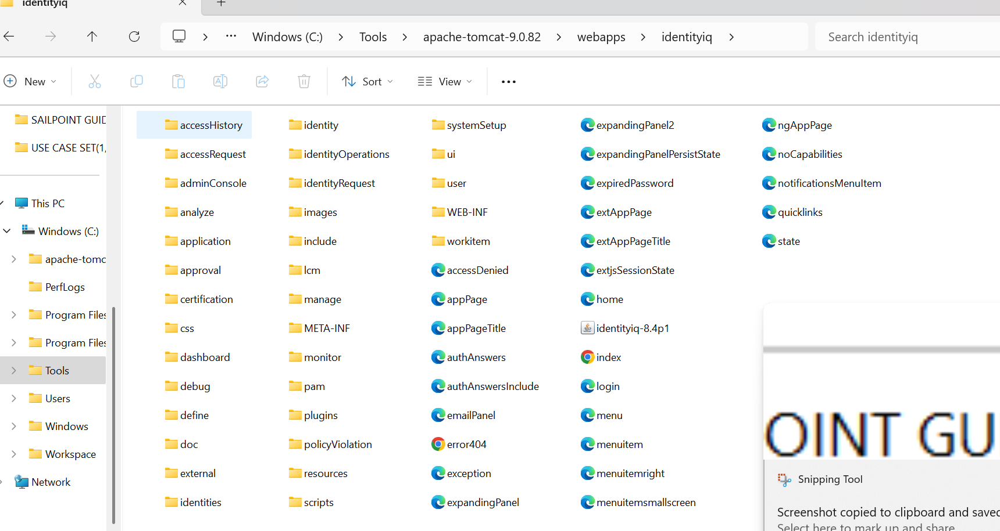 identityiq
Windows (C:) > Tools > apache-tomcat-9.0.82 > webapps > identityiq >
Search identityiq
New
Sort
View
SAILPOINT GUID
USE CASE SET(1,
This PC
Windows (C:)
apache-tomc
PerfLogs
Program Files
Program Files
Tools
Users
Windows
Workspace
Network
accessHistory
accessRequest
adminConsole
analyze
application
approval
certification
css
dashboard
debug
define
doc
external
identities
identity
identityOperations
identityRequest
images
include
lcm
manage
META-INF
monitor
pam
plugins
policyViolation
resources
scripts
systemSetup
ui
user
WEB-INF
workitem
accessDenied
appPage
appPageTitle
authAnswers
authAnswersInclude
emailPanel
error404
exception
expandingPanel
expandingPanel2
expandingPanelPersistState
expiredPassword
extAppPage
extAppPageTitle
extjsSessionState
home
identityiq-8.4p1
index
login
menu
menuitem
menuitemright
menuitemsmallscreen
ngAppPage
noCapabilities
notificationsMenuItem
quicklinks
state
OINT GU
Snipping Tool
Screenshot copied to clipboard and saved
Select here to mark up and share